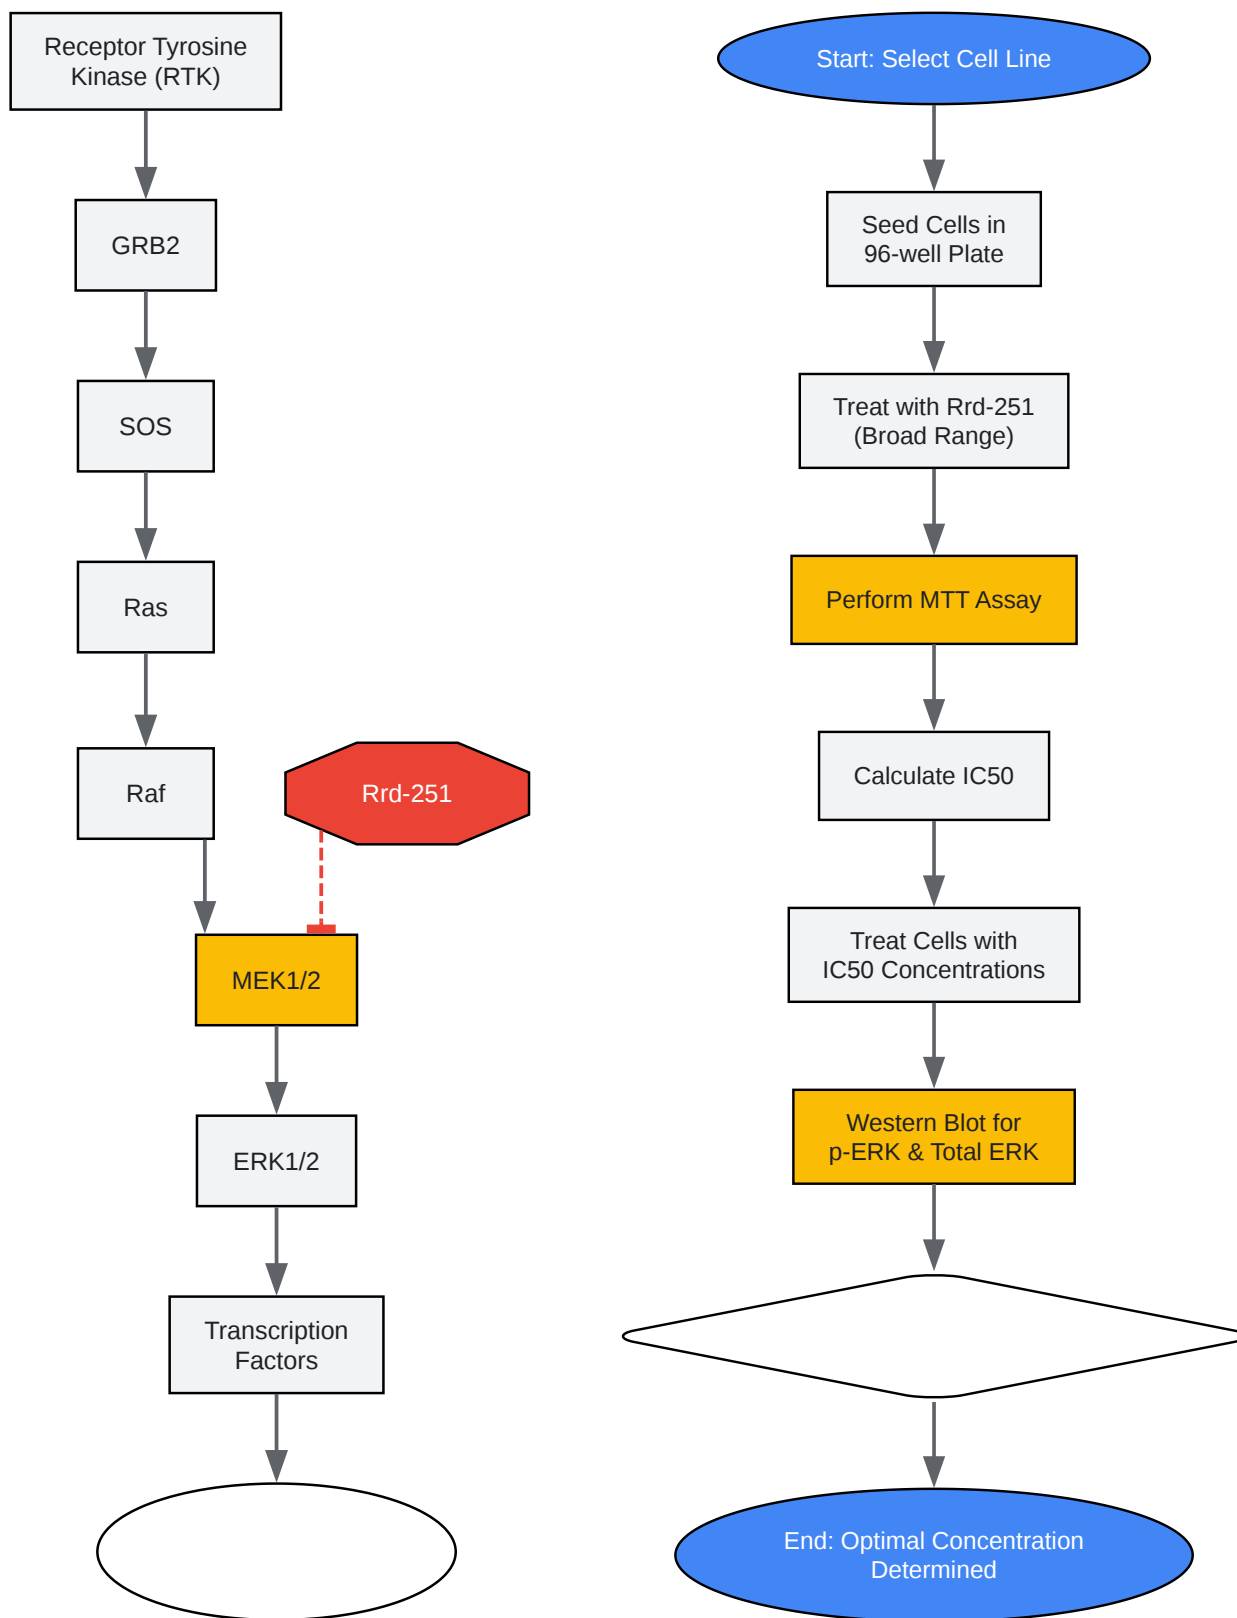 Receptor Tyrosine
Kinase (RTK)
GRB2
SOS
Ras
Raf
Rrd-251
MEK1/2
ERK1/2
Transcription
Factors
Start: Select Cell Line
Seed Cells in
96-well Plate
Treat with Rrd-251
(Broad Range)
Perform MTT Assay
Calculate IC50
Treat Cells with
IC50 Concentrations
Western Blot for
p-ERK & Total ERK
End: Optimal Concentration
Determined